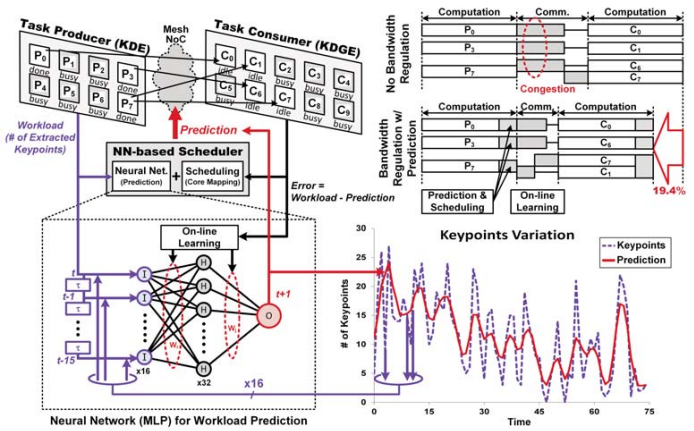 Task Producer (KDE)
Mesh
NoC
Task Consumer (KDGE)
P0
done
P1
busy
P2
busy
P3
done
P4
busy
P5
busy
P6
busy
P7
done
C0
idle
C1
idle
C2
busy
C3
busy
C4
busy
C5
busy
C6
idle
C7
idle
C8
busy
C9
busy
Workload
(# of Extracted
Keypoints)
Prediction
NN-based Scheduler
Neural Net.
(Prediction)
+
Scheduling
(Core Mapping)
Error =
Workload - Prediction
On-line
Learning
t
τ
t-1
τ
τ
t-15
I
I
I
H
H
H
H
H
O
Wi
Wj
t+1
x16
x32
x16
Neural Network (MLP) for Workload Prediction
No Bandwidth
Regulation
Computation
Comm.
Computation
P0
C0
P3
C1
P7
C6
C7
Congestion
Bandwidth
Regulation w/
Prediction
Computation
Comm.
Computation
P0
C0
P3
C6
P7
C7
C1
Prediction &
Scheduling
On-line
Learning
19.4%
Keypoints Variation
Keypoints
Prediction
# of Keypoints
30
25
20
15
10
5
0
0
15
30
45
60
75
Time